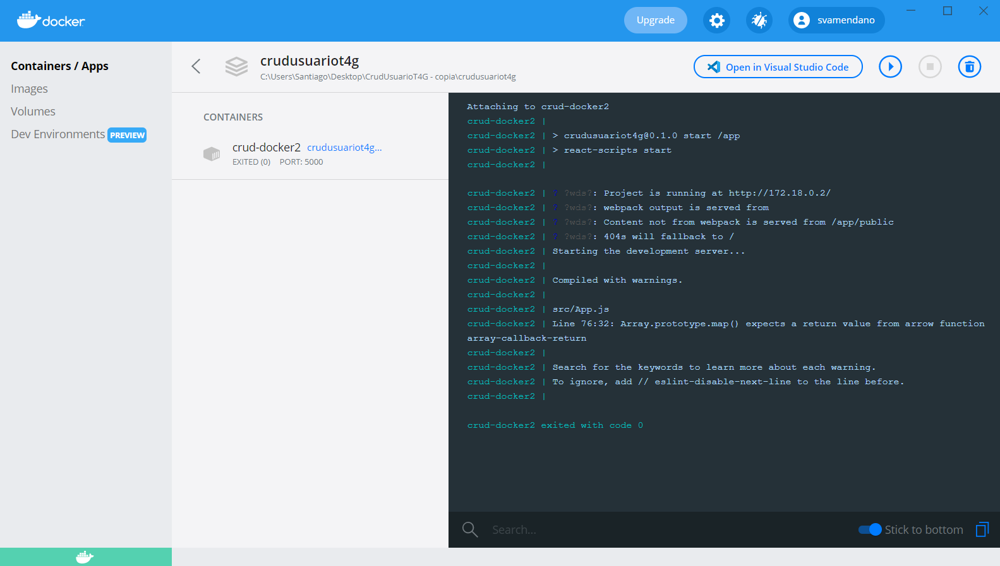 docker
Upgrade
svamendano
Containers / Apps
Images
Volumes
Dev Environments PREVIEW
crudusuariot4g
C:\Users\Santiago\Desktop\CrudUsuarioT4G - copia\crudusuariot4g
Open in Visual Studio Code
CONTAINERS
crud-docker2 crudusuariot4g...
EXITED (0) PORT: 5000
Attaching to crud-docker2
crud-docker2 |
crud-docker2 | > crudusuariot4g@0.1.0 start /app
crud-docker2 | > react-scripts start
crud-docker2 |
crud-docker2 | ? ?wds?: Project is running at http://172.18.0.2/
crud-docker2 | ? ?wds?: webpack output is served from
crud-docker2 | ? ?wds?: Content not from webpack is served from /app/public
crud-docker2 | ? ?wds?: 404s will fallback to /
crud-docker2 | Starting the development server...
crud-docker2 |
crud-docker2 | Compiled with warnings.
crud-docker2 |
crud-docker2 | src/App.js
crud-docker2 | Line 76:32: Array.prototype.map() expects a return value from arrow function
array-callback-return
crud-docker2 |
crud-docker2 | Search for the keywords to learn more about each warning.
crud-docker2 | To ignore, add // eslint-disable-next-line to the line before.
crud-docker2 |
crud-docker2 exited with code 0
Search...
Stick to bottom